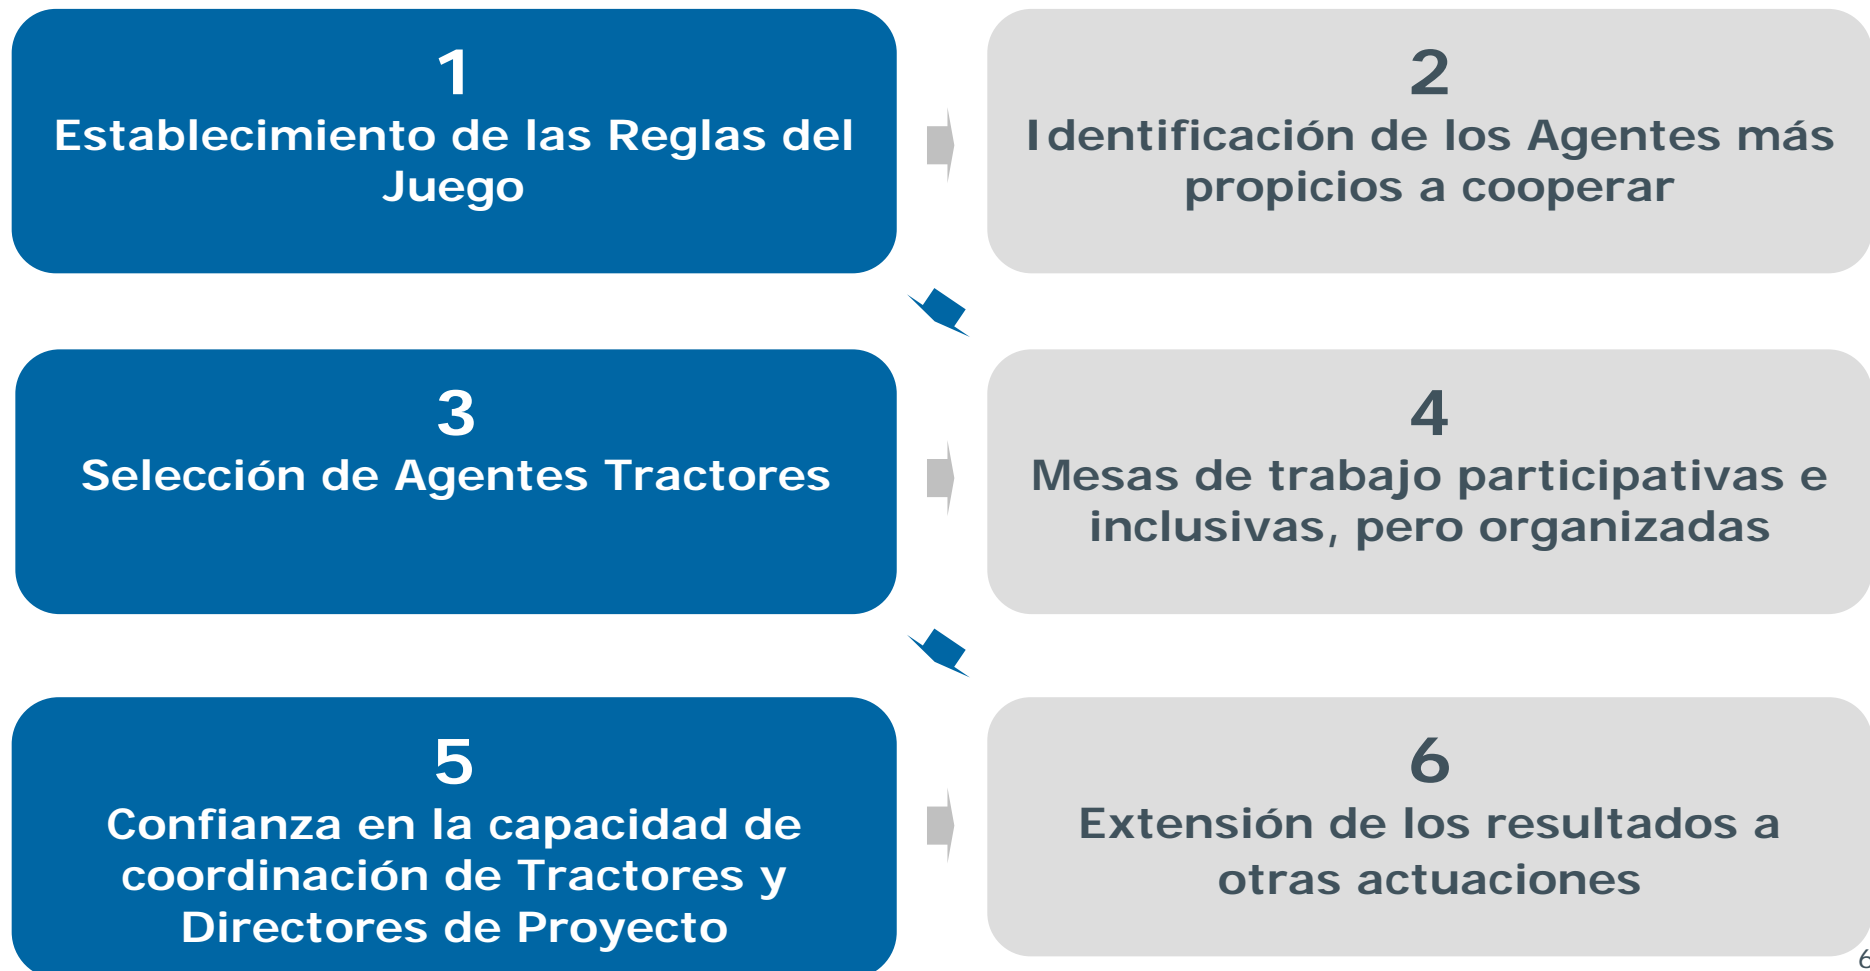 1
Establecimiento de las Reglas del
Juego
2
Identificación de los Agentes más
propicios a cooperar
3
Selección de Agentes Tractores
4
Mesas de trabajo participativas e
inclusivas, pero organizadas
5
Confianza en la capacidad de
coordinación de Tractores y
Directores de Proyecto
6
Extensión de los resultados a
otras actuaciones
6